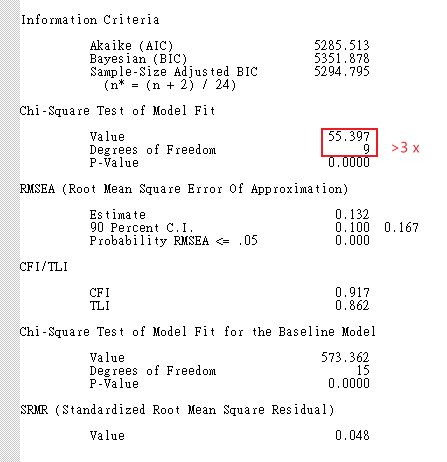 Information Criteria
Akaike (AIC) 5285.513
Bayesian (BIC) 5351.878
Sample-Size Adjusted BIC 5294.795
(n* = (n + 2) / 24)
Chi-Square Test of Model Fit
Value 55.397
Degrees of Freedom 9 >3 x
P-Value 0.0000
RMSEA (Root Mean Square Error Of Approximation)
Estimate 0.132
90 Percent C.I. 0.100 0.167
Probability RMSEA <= .05 0.000
CFI/TLI
CFI 0.917
TLI 0.862
Chi-Square Test of Model Fit for the Baseline Model
Value 573.362
Degrees of Freedom 15
P-Value 0.0000
SRMR (Standardized Root Mean Square Residual)
Value 0.048